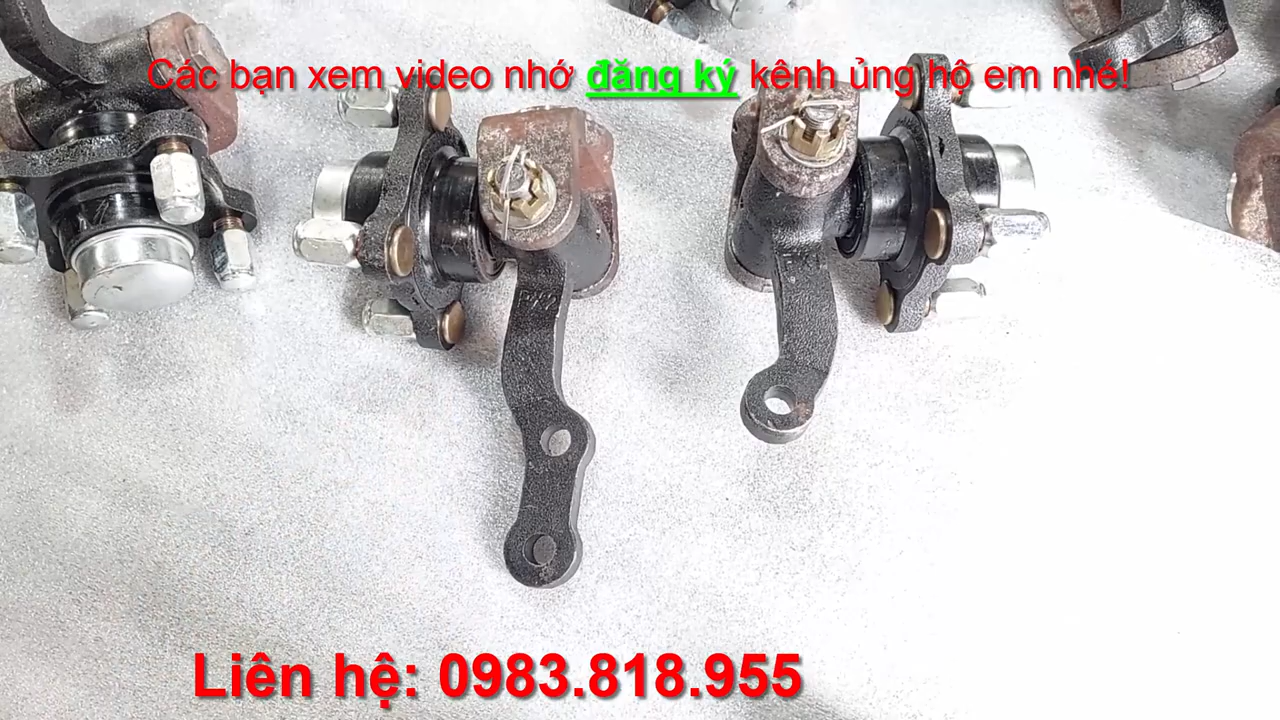 Các bạn xem video nhớ đăng ký kênh ủng hộ em nhé!
Liên hệ: 0983.818.955